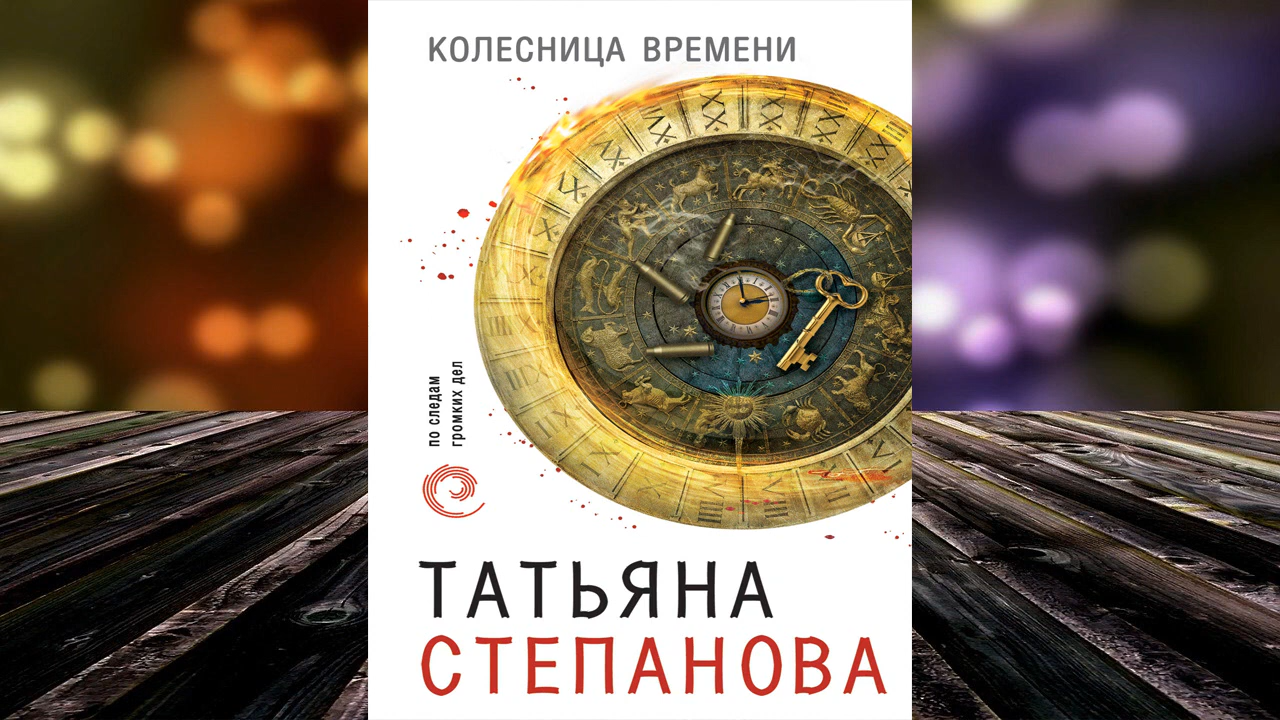 КОЛЕСНИЦА ВРЕМЕНИ
по следам
громких дел
ТАТЬЯНА
СТЕПАНОВА